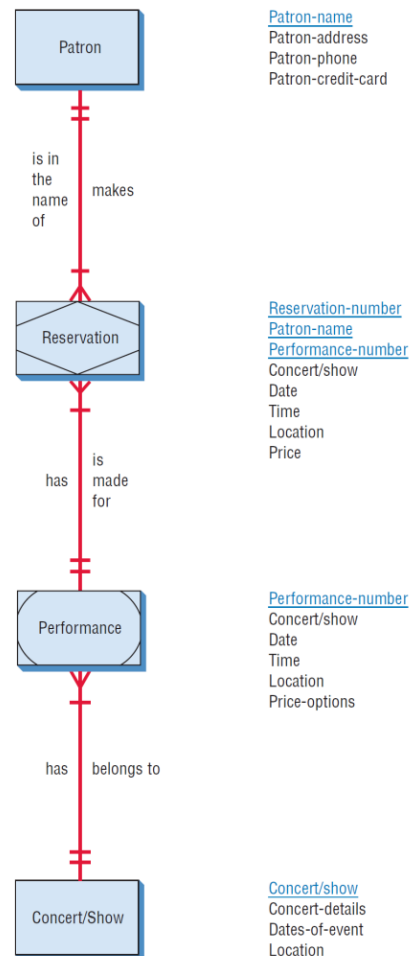 Patron
Patron-name
Patron-address
Patron-phone
Patron-credit-card
is in
the
name
of
makes
Reservation
Reservation-number
Patron-name
Performance-number
Concert/show
Date
Time
Location
Price
has
is
made
for
Performance
Performance-number
Concert/show
Date
Time
Location
Price-options
has
belongs to
Concert/Show
Concert/show
Concert-details
Dates-of-event
Location